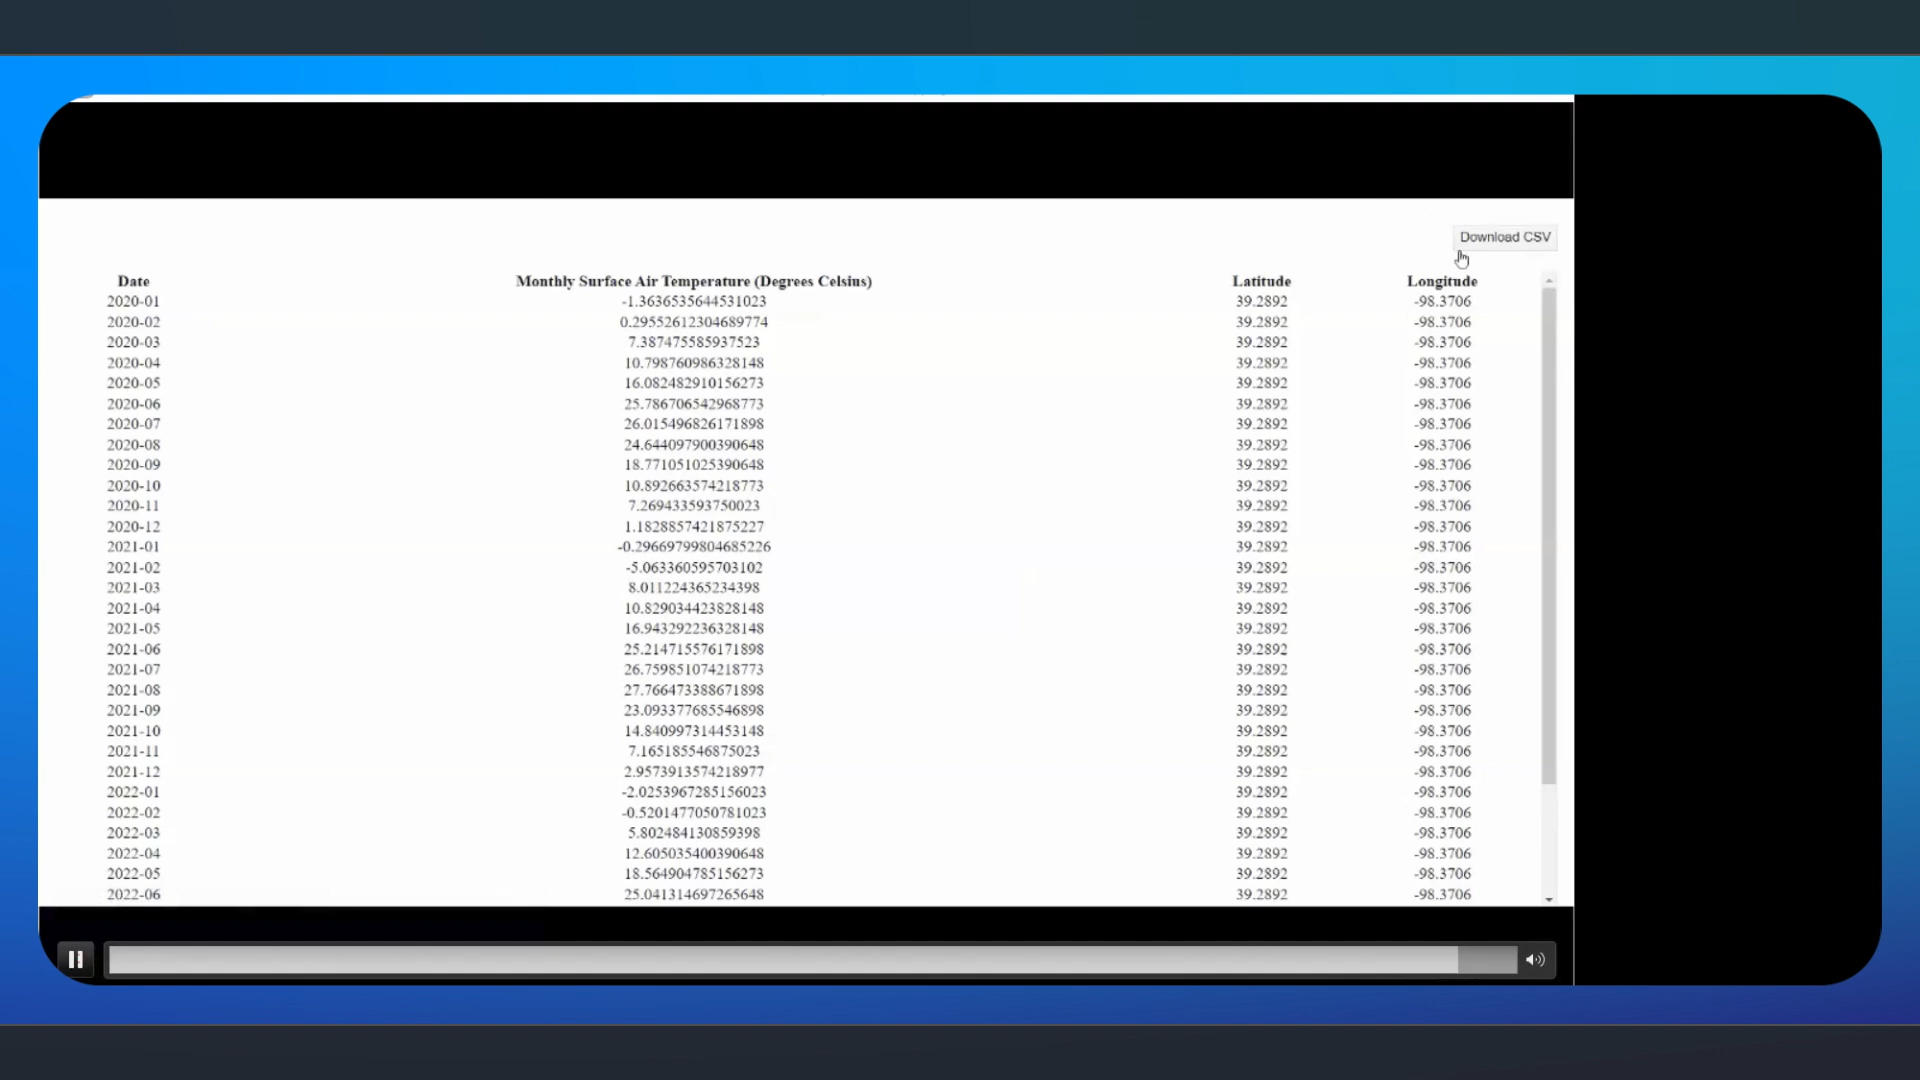 Download CSV
Date Monthly Surface Air Temperature (Degrees Celsius) Latitude Longitude
2020-01 -1.3636535644531023 39.2892 -98.3706
2020-02 0.29552612304689774 39.2892 -98.3706
2020-03 7.387475585937523 39.2892 -98.3706
2020-04 10.798760986328148 39.2892 -98.3706
2020-05 16.082482910156273 39.2892 -98.3706
2020-06 25.786706542968773 39.2892 -98.3706
2020-07 26.015496826171898 39.2892 -98.3706
2020-08 24.644097900390648 39.2892 -98.3706
2020-09 18.771051025390648 39.2892 -98.3706
2020-10 10.892663574218773 39.2892 -98.3706
2020-11 7.269433593750023 39.2892 -98.3706
2020-12 1.1828857421875227 39.2892 -98.3706
2021-01 -0.29669799804685226 39.2892 -98.3706
2021-02 -5.063360595703102 39.2892 -98.3706
2021-03 8.011224365234398 39.2892 -98.3706
2021-04 10.829034423828148 39.2892 -98.3706
2021-05 16.943292236328148 39.2892 -98.3706
2021-06 25.214715576171898 39.2892 -98.3706
2021-07 26.759851074218773 39.2892 -98.3706
2021-08 27.766473388671898 39.2892 -98.3706
2021-09 23.093377685546898 39.2892 -98.3706
2021-10 14.840997314453148 39.2892 -98.3706
2021-11 7.165185546875023 39.2892 -98.3706
2021-12 2.9573913574218977 39.2892 -98.3706
2022-01 -2.0253967285156023 39.2892 -98.3706
2022-02 -0.5201477050781023 39.2892 -98.3706
2022-03 5.802484130859398 39.2892 -98.3706
2022-04 12.605035400390648 39.2892 -98.3706
2022-05 18.564904785156273 39.2892 -98.3706
2022-06 25.041314697265648 39.2892 -98.3706